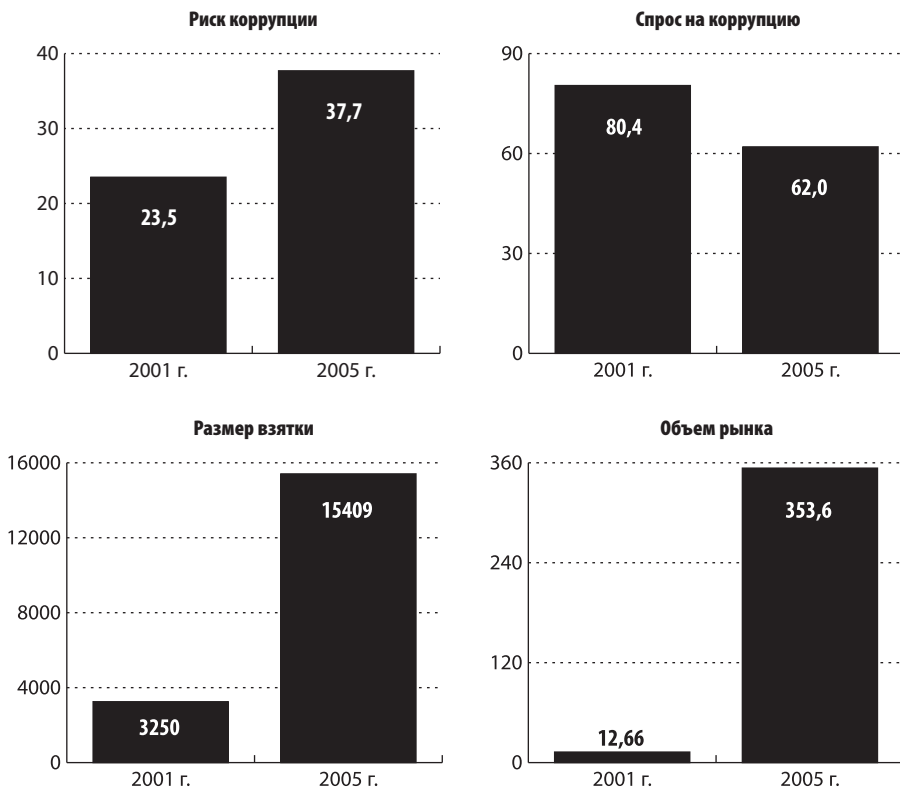 Риск коррупции
40
30
20
10
0
23,5
37,7
2001 г.
2005 г.
Спрос на коррупцию
90
60
30
0
80,4
62,0
2001 г.
2005 г.
Размер взятки
16000
12000
8000
4000
0
3250
15409
2001 г.
2005 г.
Объем рынка
360
240
120
0
12,66
353,6
2001 г.
2005 г.